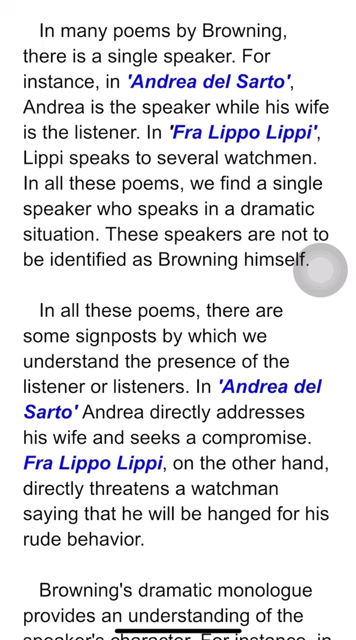 In many poems by Browning,
there is a single speaker. For
instance, in 'Andrea del Sarto',
Andrea is the speaker while his wife
is the listener. In 'Fra Lippo Lippi',
Lippi speaks to several watchmen.
In all these poems, we find a single
speaker who speaks in a dramatic
situation. These speakers are not to
be identified as Browning himself.
In all these poems, there are
some signposts by which we
understand the presence of the
listener or listeners. In 'Andrea del
Sarto' Andrea directly addresses
his wife and seeks a compromise.
Fra Lippo Lippi, on the other hand,
directly threatens a watchman
saying that he will be hanged for his
rude behavior.
Browning's dramatic monologue
provides an understanding of the
speaker's character. For instance, in